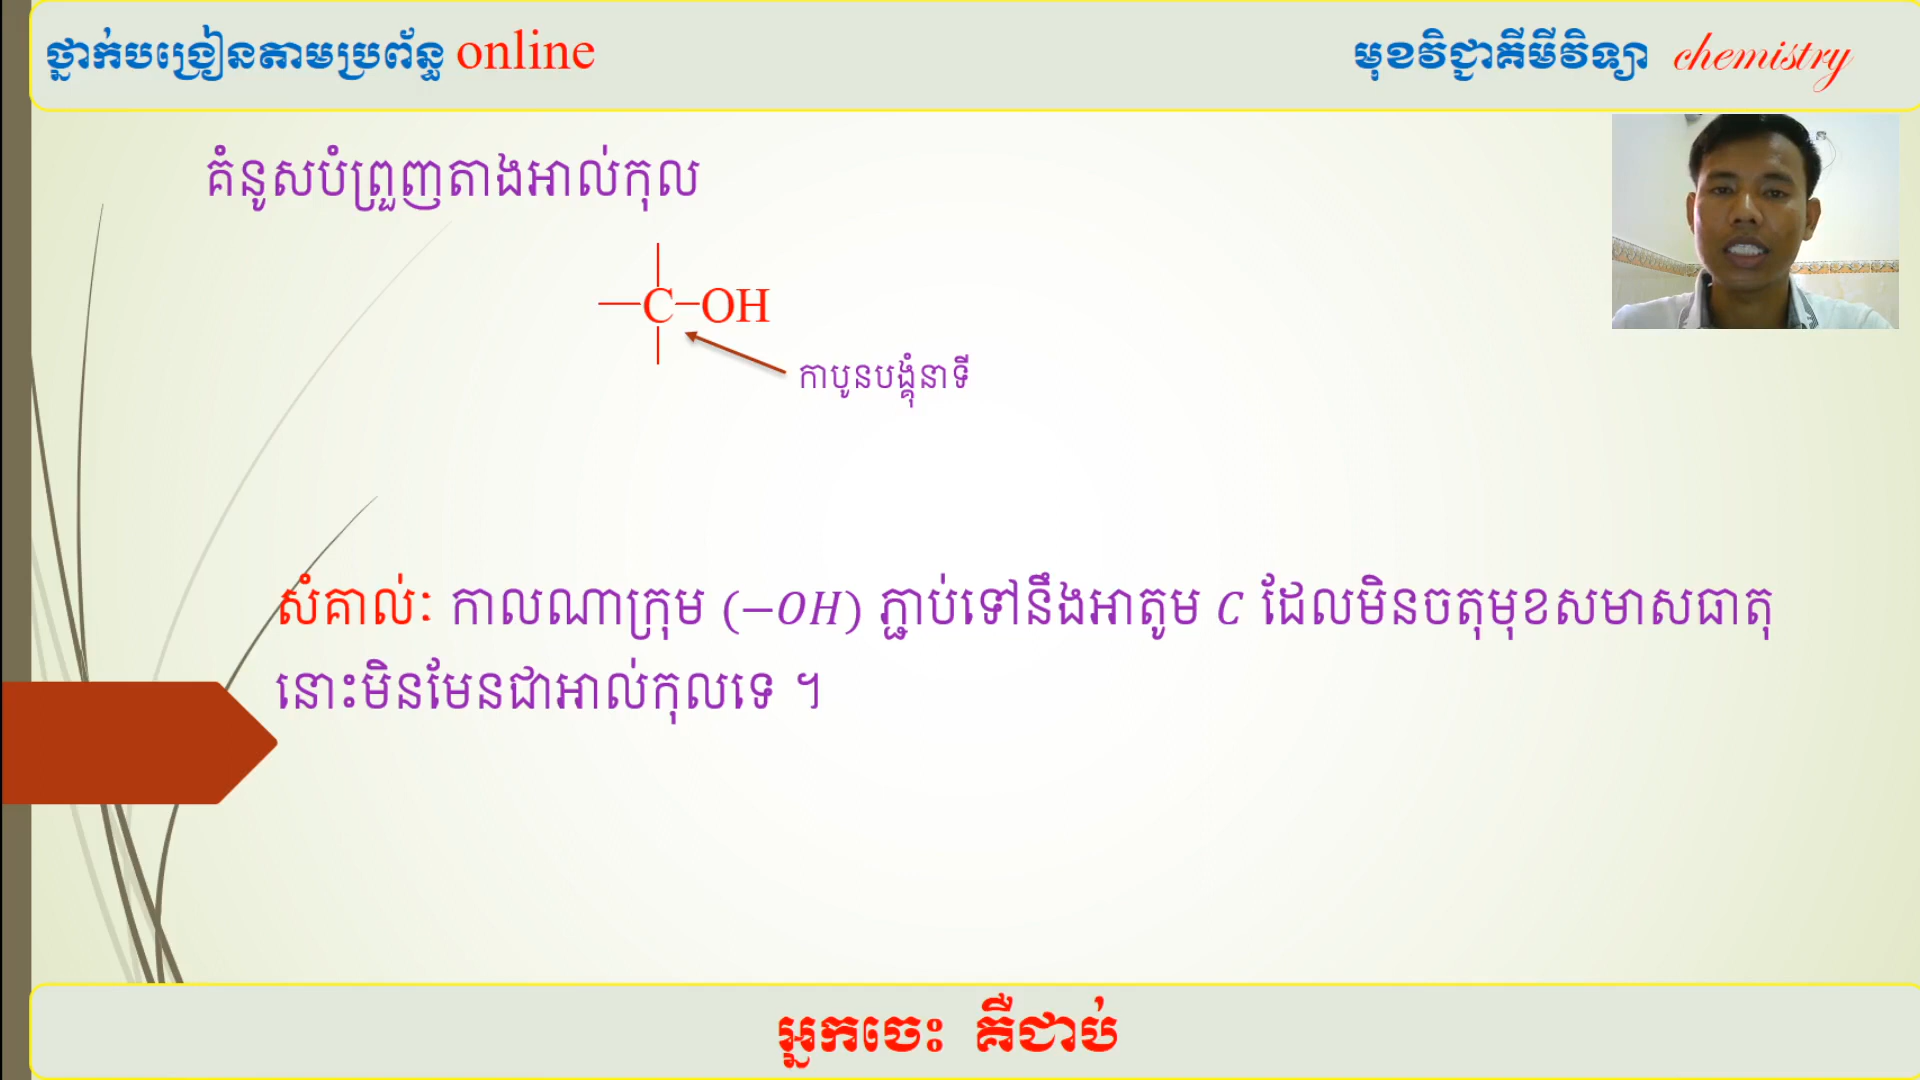 ថ្នាក់បង្រៀនតាមប្រព័ន្ធ online
មុខវិជ្ជាគីមីវិទ្យា chemistry
គំនូសបំព្រួញតាងអាល់កុល
C–OH
កាបូនបង្គុំនាទី
សំគាល់ៈ កាលណាក្រុម (−OH) ភ្ជាប់ទៅនឹងអាតូម C ដែលមិនចតុមុខសមាសធាតុ
នោះមិនមែនជាអាល់កុលទេ ។
អ្នកចេះ គឺជាប់